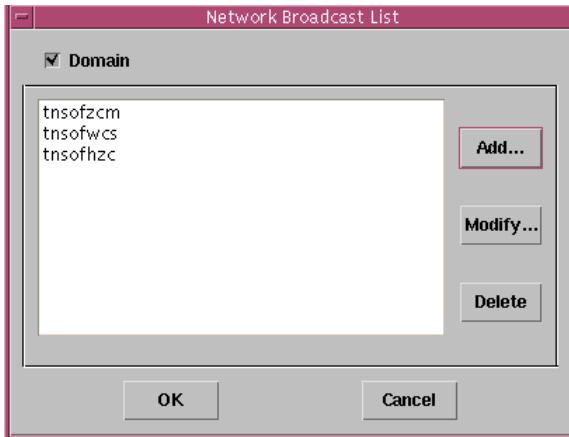 Network Broadcast List
Domain
tnsofzcm
tnsofwcs
tnsofhzc
Add...
Modify...
Delete
OK
Cancel